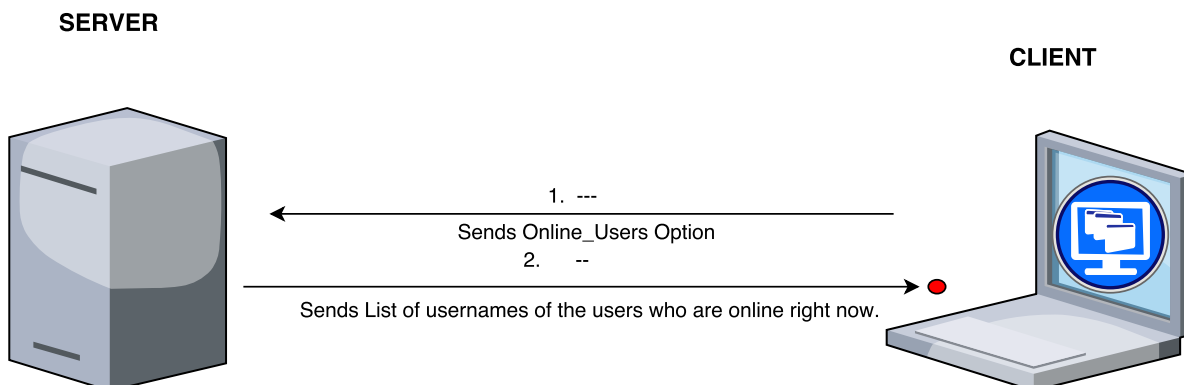 SERVER
CLIENT
1. ---
Sends Online_Users Option
2. --
Sends List of usernames of the users who are online right now.